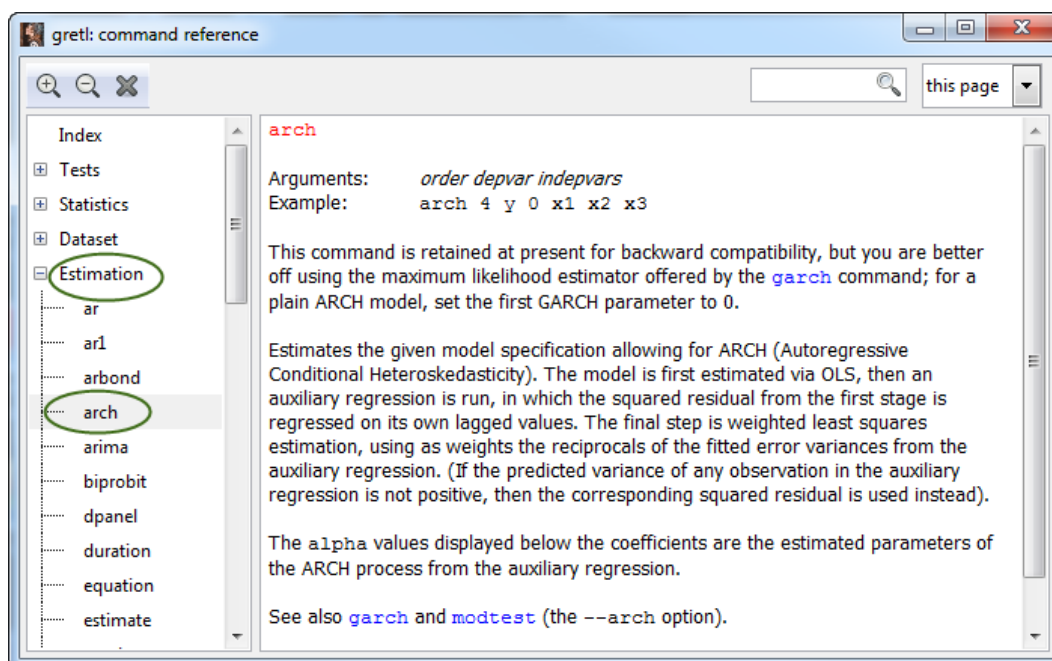 gretl: command reference
this page
Index
Tests
Statistics
Dataset
Estimation
ar
ar1
arbond
arch
arima
biprobit
dpanel
duration
equation
estimate
arch
Arguments: order depvar indepvars
Example: arch 4 y 0 x1 x2 x3
This command is retained at present for backward compatibility, but you are better
off using the maximum likelihood estimator offered by the garch command; for a
plain ARCH model, set the first GARCH parameter to 0.
Estimates the given model specification allowing for ARCH (Autoregressive
Conditional Heteroskedasticity). The model is first estimated via OLS, then an
auxiliary regression is run, in which the squared residual from the first stage is
regressed on its own lagged values. The final step is weighted least squares
estimation, using as weights the reciprocals of the fitted error variances from the
auxiliary regression. (If the predicted variance of any observation in the auxiliary
regression is not positive, then the corresponding squared residual is used instead).
The alpha values displayed below the coefficients are the estimated parameters of
the ARCH process from the auxiliary regression.
See also garch and modtest (the --arch option).